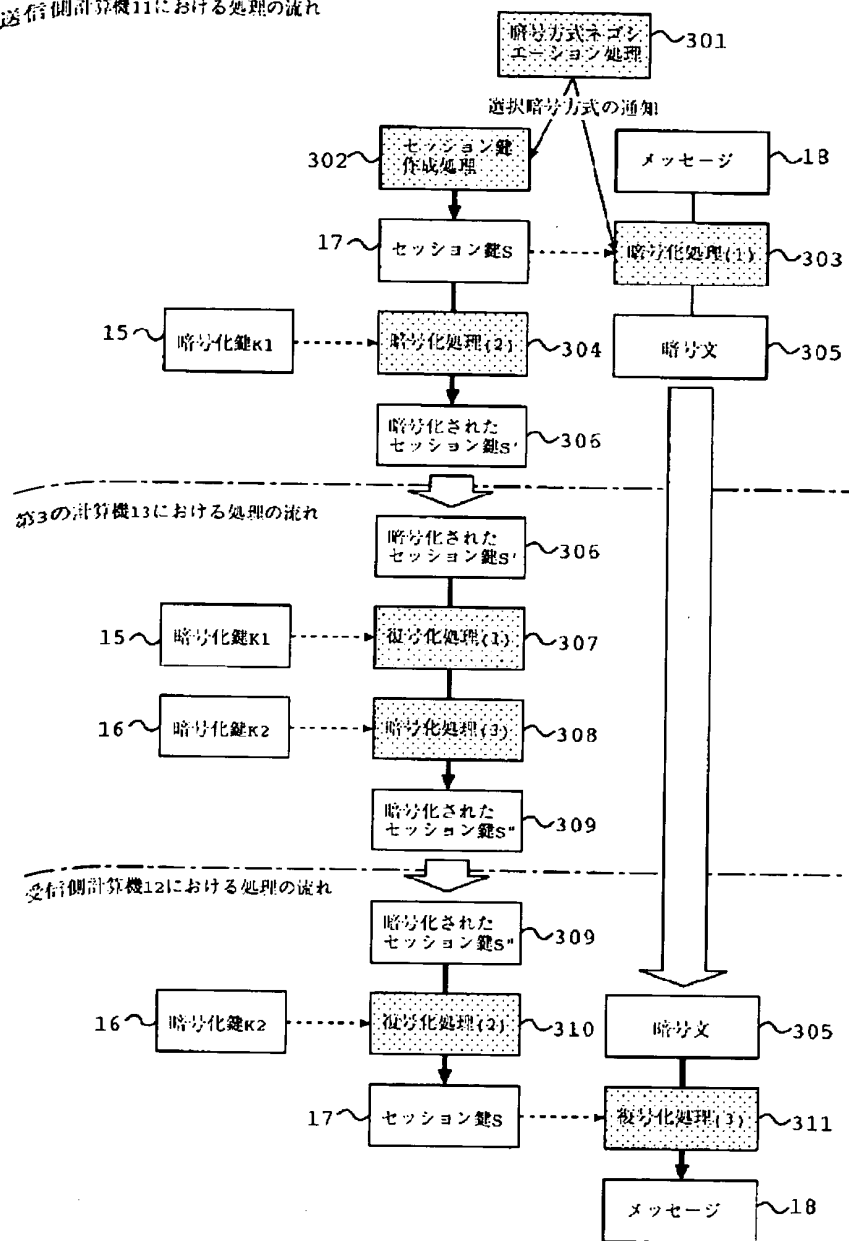 送信側計算機11における処理の流れ
暗号方式ネゴシ
エーション処理
301
選択暗号方式の通知
302
セッション鍵
作成処理
メッセージ
18
17
セッション鍵S
暗号化処理(1)
303
15
暗号化鍵K1
暗号化処理(2)
304
暗号文
305
暗号化された
セッション鍵S'
306
第3の計算機13における処理の流れ
暗号化された
セッション鍵S'
306
15
暗号化鍵K1
復号化処理(1)
307
16
暗号化鍵K2
暗号化処理(3)
308
暗号化された
セッション鍵S"
309
受信側計算機12における処理の流れ
暗号化された
セッション鍵S"
309
16
暗号化鍵K2
復号化処理(2)
310
暗号文
305
17
セッション鍵S
復号化処理(3)
311
メッセージ
18